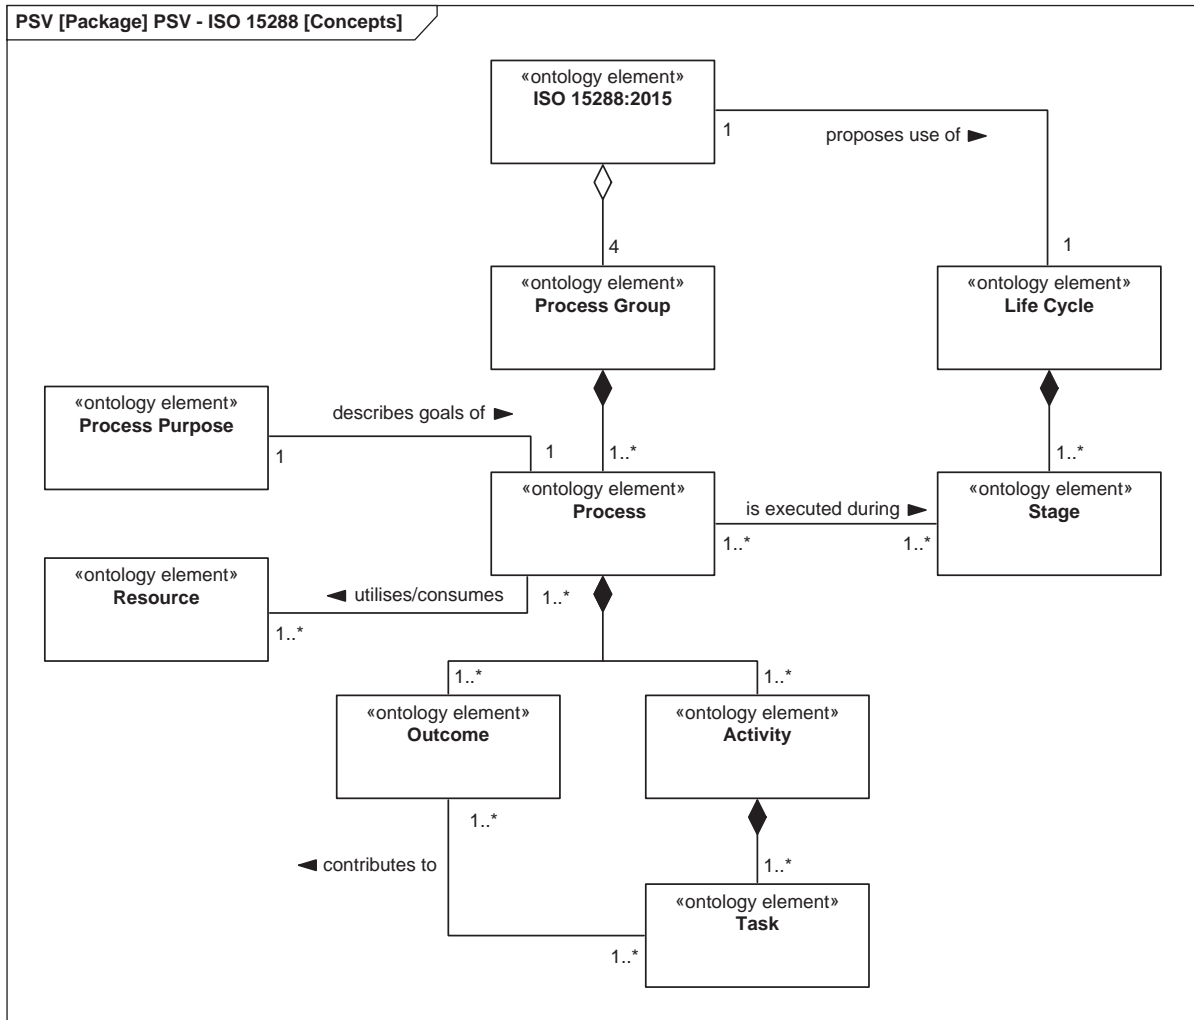 PSV [Package] PSV - ISO 15288 [Concepts]
«ontology element»
ISO 15288:2015
1
proposes use of
4
1
«ontology element»
Process Group
«ontology element»
Life Cycle
«ontology element»
Process Purpose
describes goals of
1
1
1..*
1..*
«ontology element»
Process
is executed during
1..*
1..*
«ontology element»
Stage
«ontology element»
Resource
utilises/consumes
1..*
1..*
1..*
1..*
«ontology element»
Outcome
«ontology element»
Activity
1..*
contributes to
1..*
«ontology element»
Task
1..*